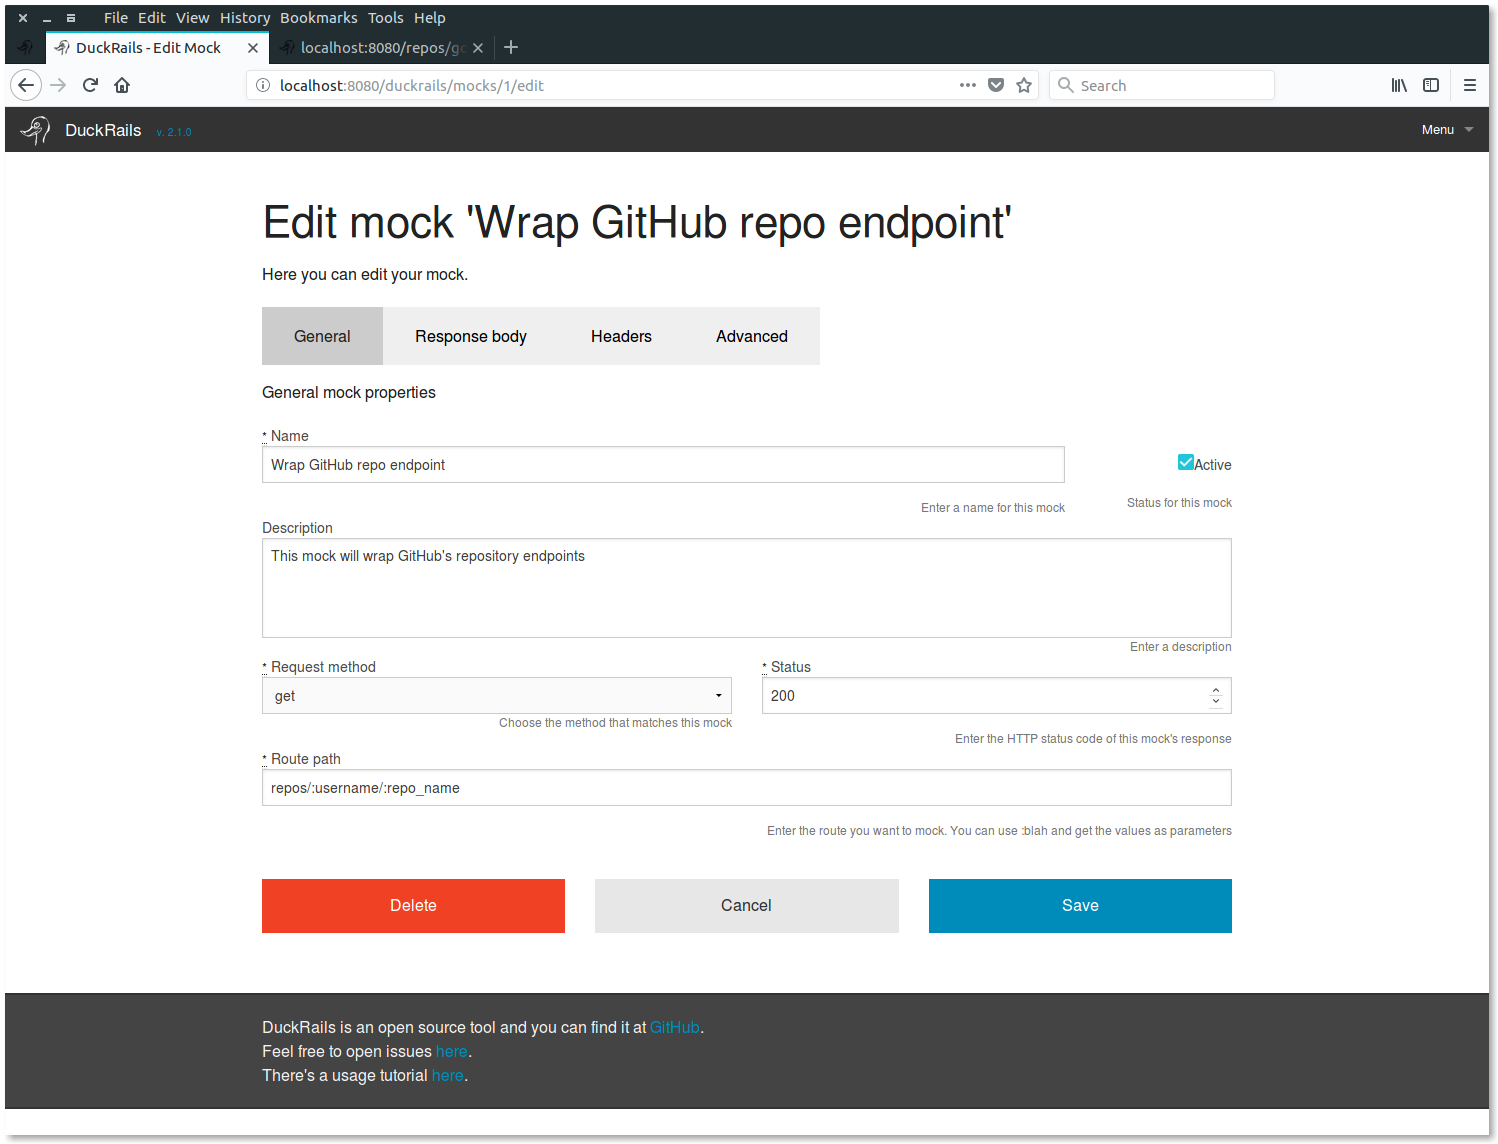 File Edit View History Bookmarks Tools Help
DuckRails - Edit Mock
localhost:8080/repos/go
localhost:8080/duckrails/mocks/1/edit
Search
DuckRails v. 2.1.0
Menu
Edit mock 'Wrap GitHub repo endpoint'
Here you can edit your mock.
General Response body Headers Advanced
General mock properties
* Name
Wrap GitHub repo endpoint
Active
Enter a name for this mock
Status for this mock
Description
This mock will wrap GitHub's repository endpoints
Enter a description
* Request method
* Status
get
200
Choose the method that matches this mock
Enter the HTTP status code of this mock's response
* Route path
repos/:username/:repo_name
Enter the route you want to mock. You can use :blah and get the values as parameters
Delete Cancel Save
DuckRails is an open source tool and you can find it at GitHub.
Feel free to open issues here.
There's a usage tutorial here.